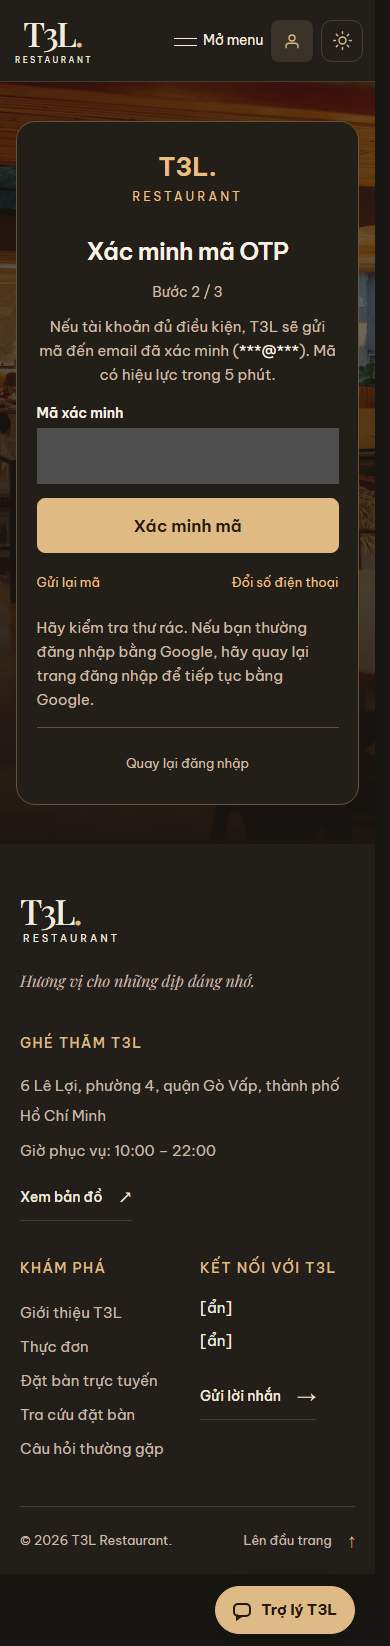 T3L.
RESTAURANT
Mở menu
T3L.
RESTAURANT
Xác minh mã OTP
Bước 2 / 3
Nếu tài khoản đủ điều kiện, T3L sẽ gửi
mã đến email đã xác minh (***@***). Mã
có hiệu lực trong 5 phút.
Mã xác minh
Xác minh mã
Gửi lại mã
Đổi số điện thoại
Hãy kiểm tra thư rác. Nếu bạn thường
đăng nhập bằng Google, hãy quay lại
trang đăng nhập để tiếp tục bằng
Google.
Quay lại đăng nhập
T3L.
RESTAURANT
Hương vị cho những dịp đáng nhớ.
GHÉ THĂM T3L
6 Lê Lợi, phường 4, quận Gò Vấp, thành phố
Hồ Chí Minh
Giờ phục vụ: 10:00 – 22:00
Xem bản đồ ↗
KHÁM PHÁ
Giới thiệu T3L
Thực đơn
Đặt bàn trực tuyến
Tra cứu đặt bàn
Câu hỏi thường gặp
KẾT NỐI VỚI T3L
[ẩn]
[ẩn]
Gửi lời nhắn →
© 2026 T3L Restaurant.
Lên đầu trang ↑
Trợ lý T3L